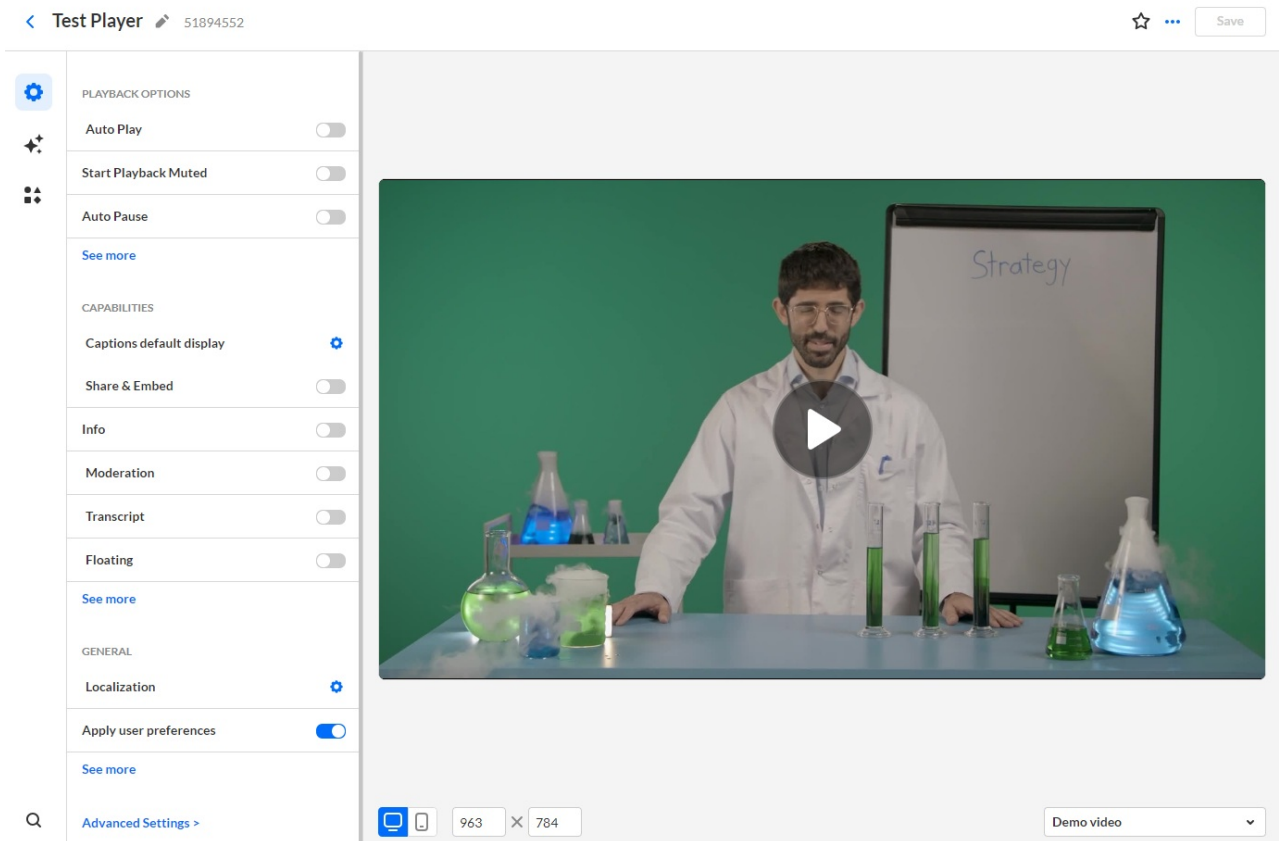 Test Player
51894552
Save
PLAYBACK OPTIONS
Auto Play
Start Playback Muted
Auto Pause
See more
CAPABILITIES
Captions default display
Share & Embed
Info
Moderation
Transcript
Floating
See more
GENERAL
Localization
Apply user preferences
See more
Advanced Settings >
Strategy
963 × 784
Demo video